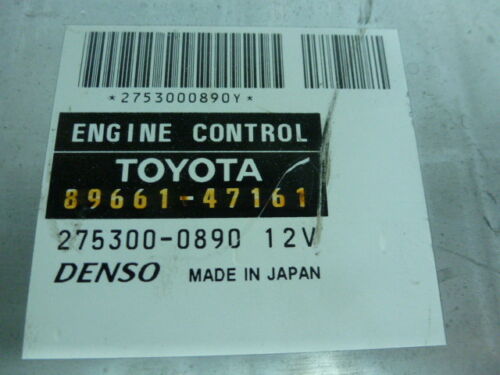 *2753000890Y*
ENGINE CONTROL
TOYOTA
89661-47161
275300-0890 12V
DENSO MADE IN JAPAN